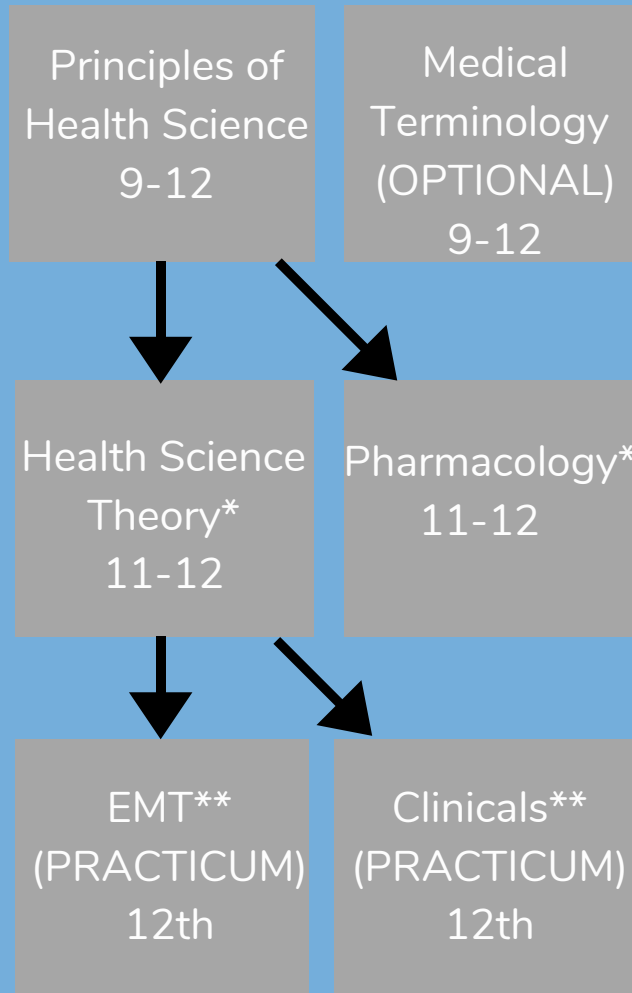 Principles of
Health Science
9-12
Medical
Terminology
(OPTIONAL)
9-12
Health Science
Theory*
11-12
Pharmacology*
11-12
EMT**
(PRACTICUM)
12th
Clinicals**
(PRACTICUM)
12th